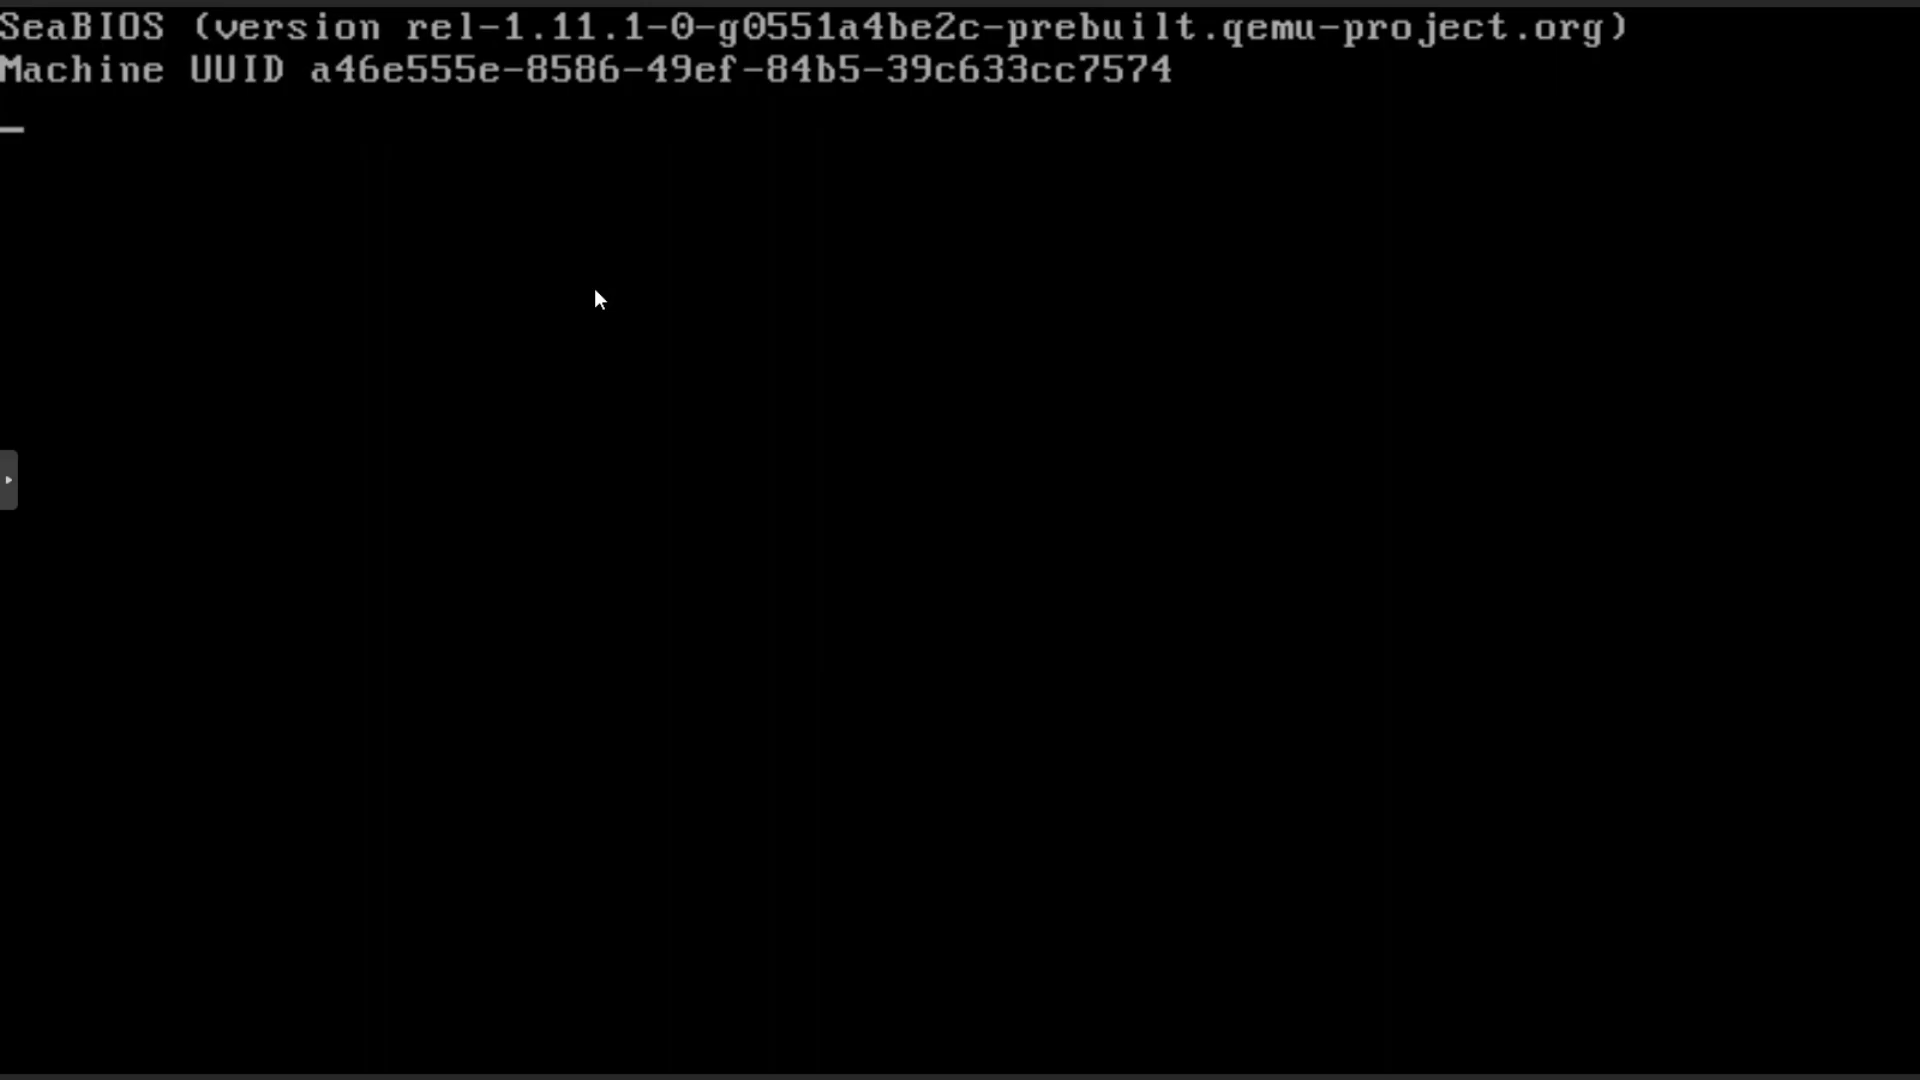 SeaBIOS (version rel-1.11.1-0-g0551a4be2c-prebuilt.qemu-project.org)
Machine UUID a46e555e-8586-49ef-84b5-39c633cc7574